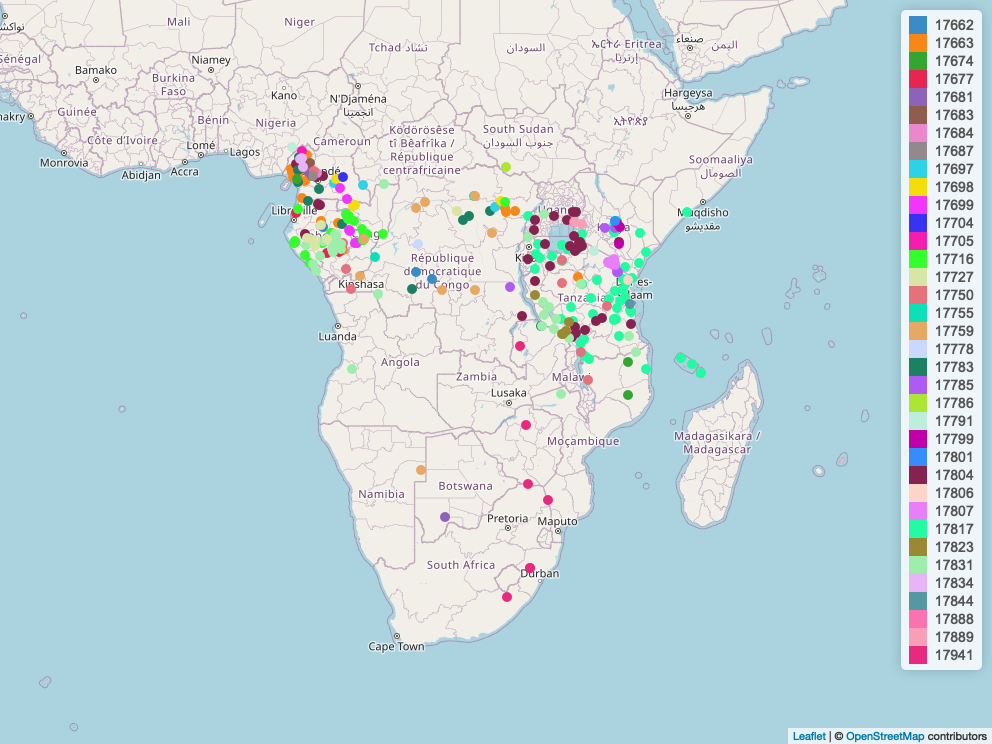 Mali
Niger
Tchad تشاد
السودان
ኤርትራ Eritrea
إرتريا
صنعاء
اليمن
Sénégal
Bamako
Niamey
Burkina
Faso
Kano
N'Djaména
انجمينا
Hargeysa
هرجيسا
Guinée
Bénin
Nigeria
Côte d'Ivoire
Lomé
Lagos
Cameroun
Ködörösêse
tî Bêafrîka /
République
centrafricaine
South Sudan
جنوب السودان
ኢትዮጵያ
Soomaaliya
الصومال
Monrovia
Abidjan
Accra
Muqdisho
مقديشو
République
démocratique
du Congo
Kinshasa
Tanzania
Luanda
Angola
Zambia
Malawi
Lusaka
Moçambique
Madagasikara /
Madagascar
Namibia
Botswana
Pretoria
Maputo
South Africa
Durban
Cape Town
17662
17663
17674
17677
17681
17683
17684
17687
17697
17698
17699
17704
17705
17716
17727
17750
17755
17759
17778
17783
17785
17786
17791
17799
17801
17804
17806
17807
17817
17823
17831
17834
17844
17888
17889
17941
Leaflet | © OpenStreetMap contributors